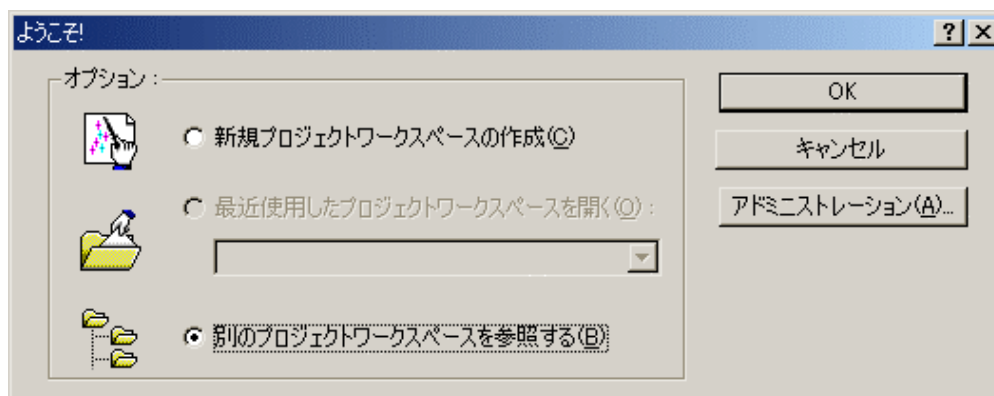 ようこそ!
オプション :
新規プロジェクトワークスペースの作成(C)
最近使用したプロジェクトワークスペースを開く(O) :
別のプロジェクトワークスペースを参照する(B)
OK
キャンセル
アドミニストレーション(A)...